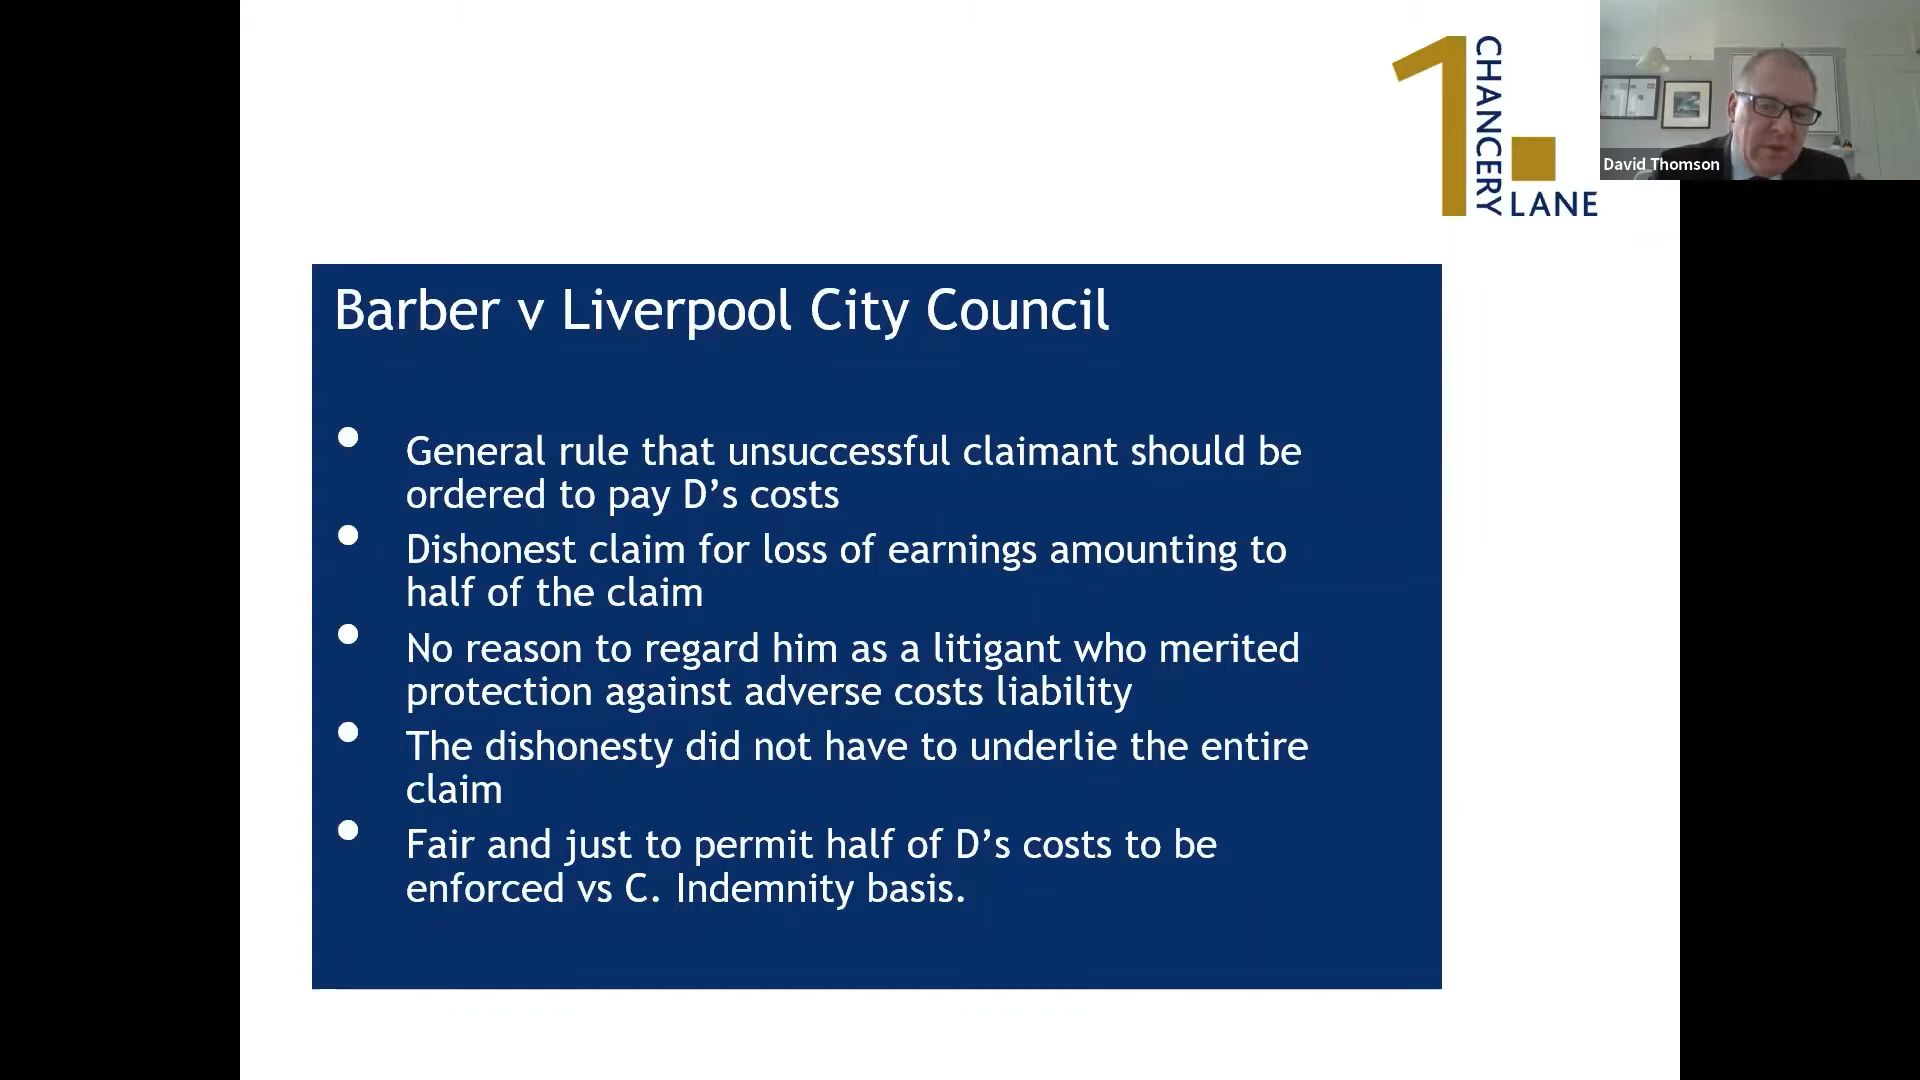 1 CHANCERY LANE
David Thomson
Barber v Liverpool City Council
• General rule that unsuccessful claimant should be
ordered to pay D’s costs
• Dishonest claim for loss of earnings amounting to
half of the claim
• No reason to regard him as a litigant who merited
protection against adverse costs liability
• The dishonesty did not have to underlie the entire
claim
• Fair and just to permit half of D’s costs to be
enforced vs C. Indemnity basis.